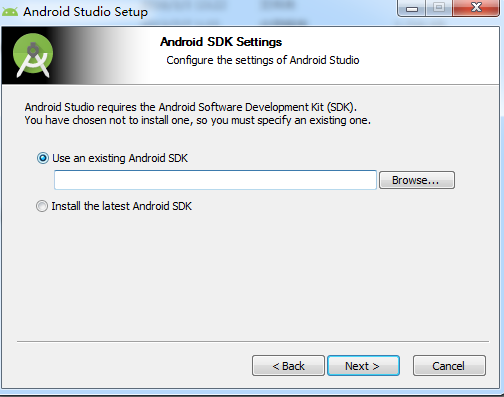 Android Studio Setup
Android SDK Settings
Configure the settings of Android Studio
Android Studio requires the Android Software Development Kit (SDK).
You have chosen not to install one, so you must specify an existing one.
Use an existing Android SDK
Browse...
Install the latest Android SDK
< Back
Next >
Cancel